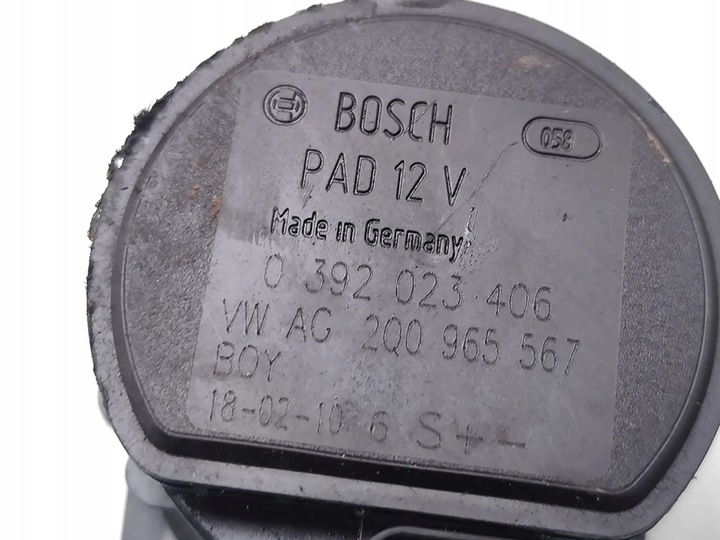 BOSCH 058
PAD 12 V
Made in Germany
0 392 023 406
VW AG 2Q0 965 567
BOY
18-02-10 6 S + -